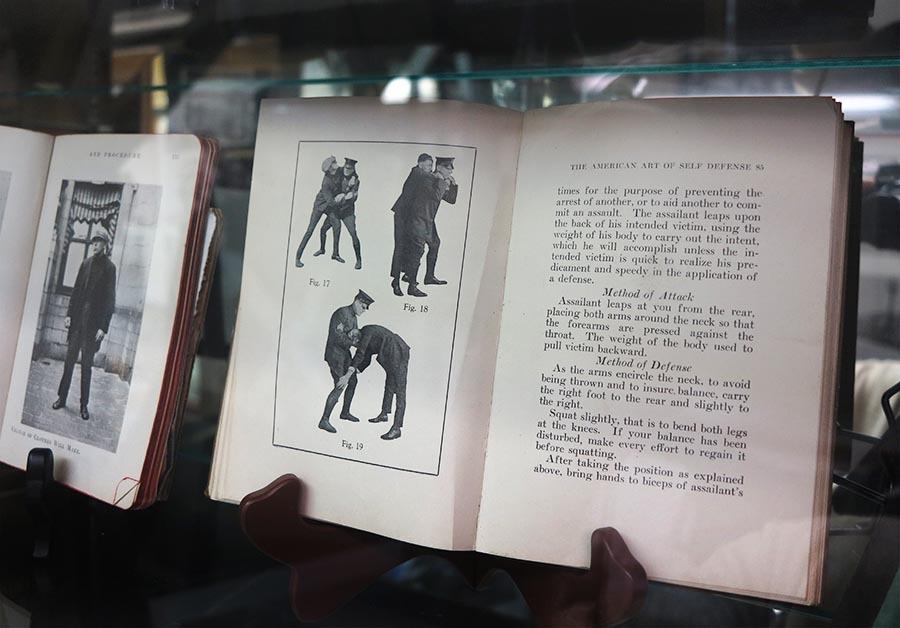 AND PROCEDURE
Fig. 17
Fig. 18
Fig. 19
THE AMERICAN ART OF SELF DEFENSE 85
times for the purpose of preventing the
arrest of another, or to aid another to com-
mit an assault. The assailant leaps upon
the back of his intended victim, using the
weight of his body to carry out the intent,
which he will accomplish unless the in-
tended victim is quick to realize his pre-
dicament and speedy in the application of
a defense.
Method of Attack
Assailant leaps at you from the rear,
placing both arms around the neck so that
the forearms are pressed against the
throat. The weight of the body used to
pull victim backward.
Method of Defense
As the arms encircle the neck, to avoid
being thrown and to insure balance, carry
the right foot to the rear and slightly to
the right.
Squat slightly, that is to bend both legs
at the knees. If your balance has been
disturbed, make every effort to regain it
before squatting.
After taking the position as explained
above, bring hands to biceps of assailant's